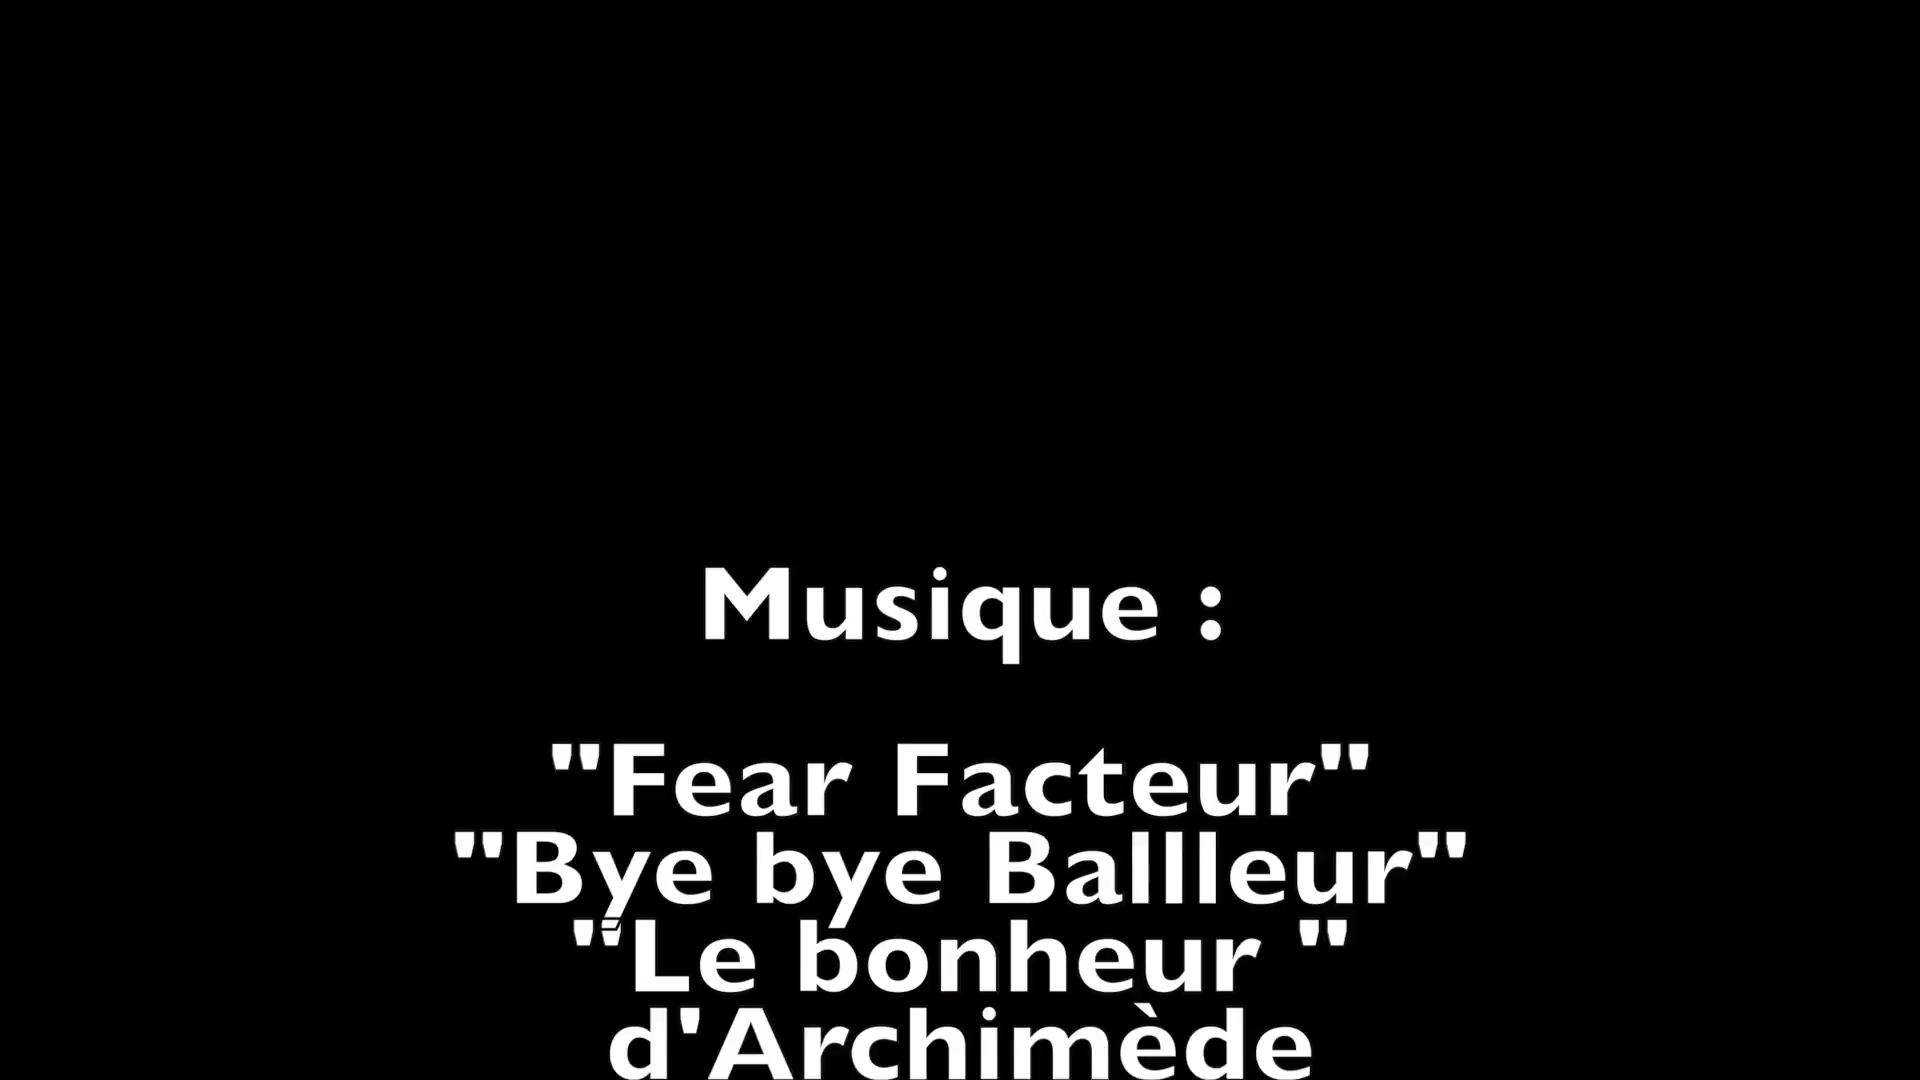 Musique :
"Fear Facteur"
"Bye bye Ballleur"
"Le bonheur "
d'Archimède